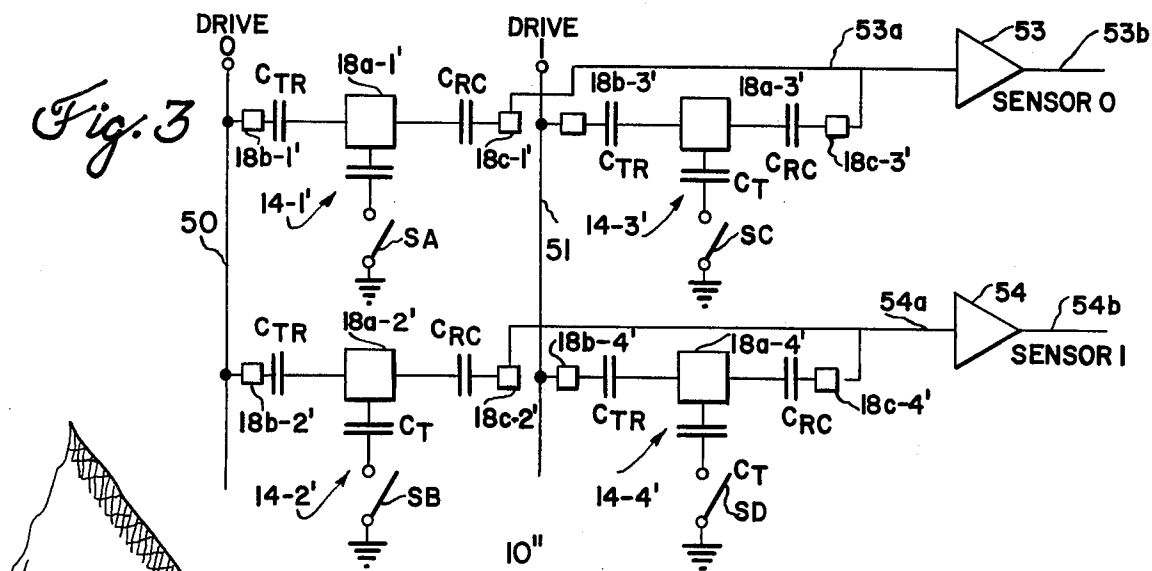 DRIVE DRIVE
0 1
Fig. 3
CTR 18a-1' CRC 18b-3' 18a-3' 53a 53 53b
SENSOR 0
18b-1' 18c-1' CTR CT CRC 18c-3'
14-1' 14-3'
50 SA 51 SC
CTR 18a-2' CRC 18b-4' 18a-4' 54a 54 54b
SENSOR 1
18b-2' CT 18c-2' CTR CRC 18c-4'
14-2' SB 14-4' CT SD
10"